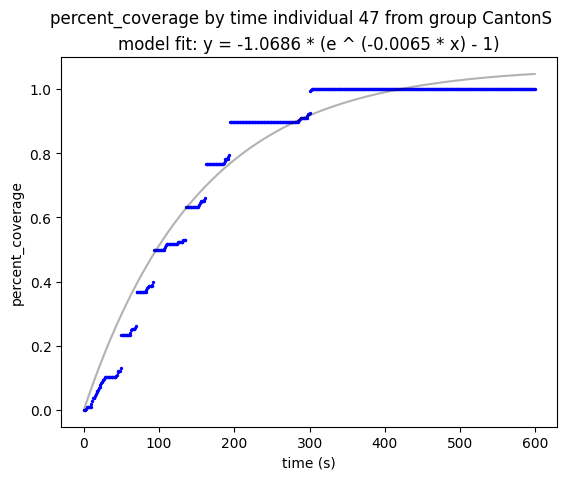 percent_coverage by time individual 47 from group CantonS
model fit: y = -1.0686 * (e ^ (-0.0065 * x) - 1)
percent_coverage
1.0
0.8
0.6
0.4
0.2
0.0
0 100 200 300 400 500 600
time (s)